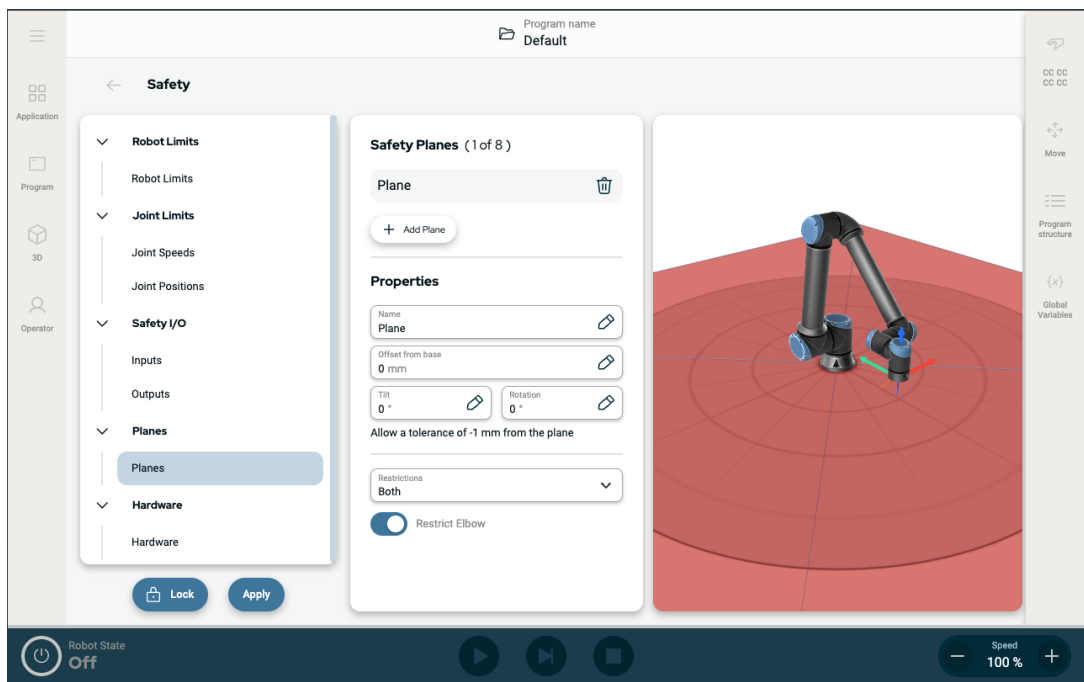 Program name
Default
Application
Program
3D
Operator
Safety
Robot Limits
Robot Limits
Joint Limits
Joint Speeds
Joint Positions
Safety I/O
Inputs
Outputs
Planes
Planes
Hardware
Hardware
Lock
Apply
Safety Planes (1 of 8)
Plane
Add Plane
Properties
Name
Plane
Offset from base
0 mm
Tilt
0 °
Rotation
0 °
Allow a tolerance of -1 mm from the plane
Restrictions
Both
Restrict Elbow
CC CC
CC CC
Move
Program
structure
{x}
Global
Variables
Robot State
Off
Speed
100 %